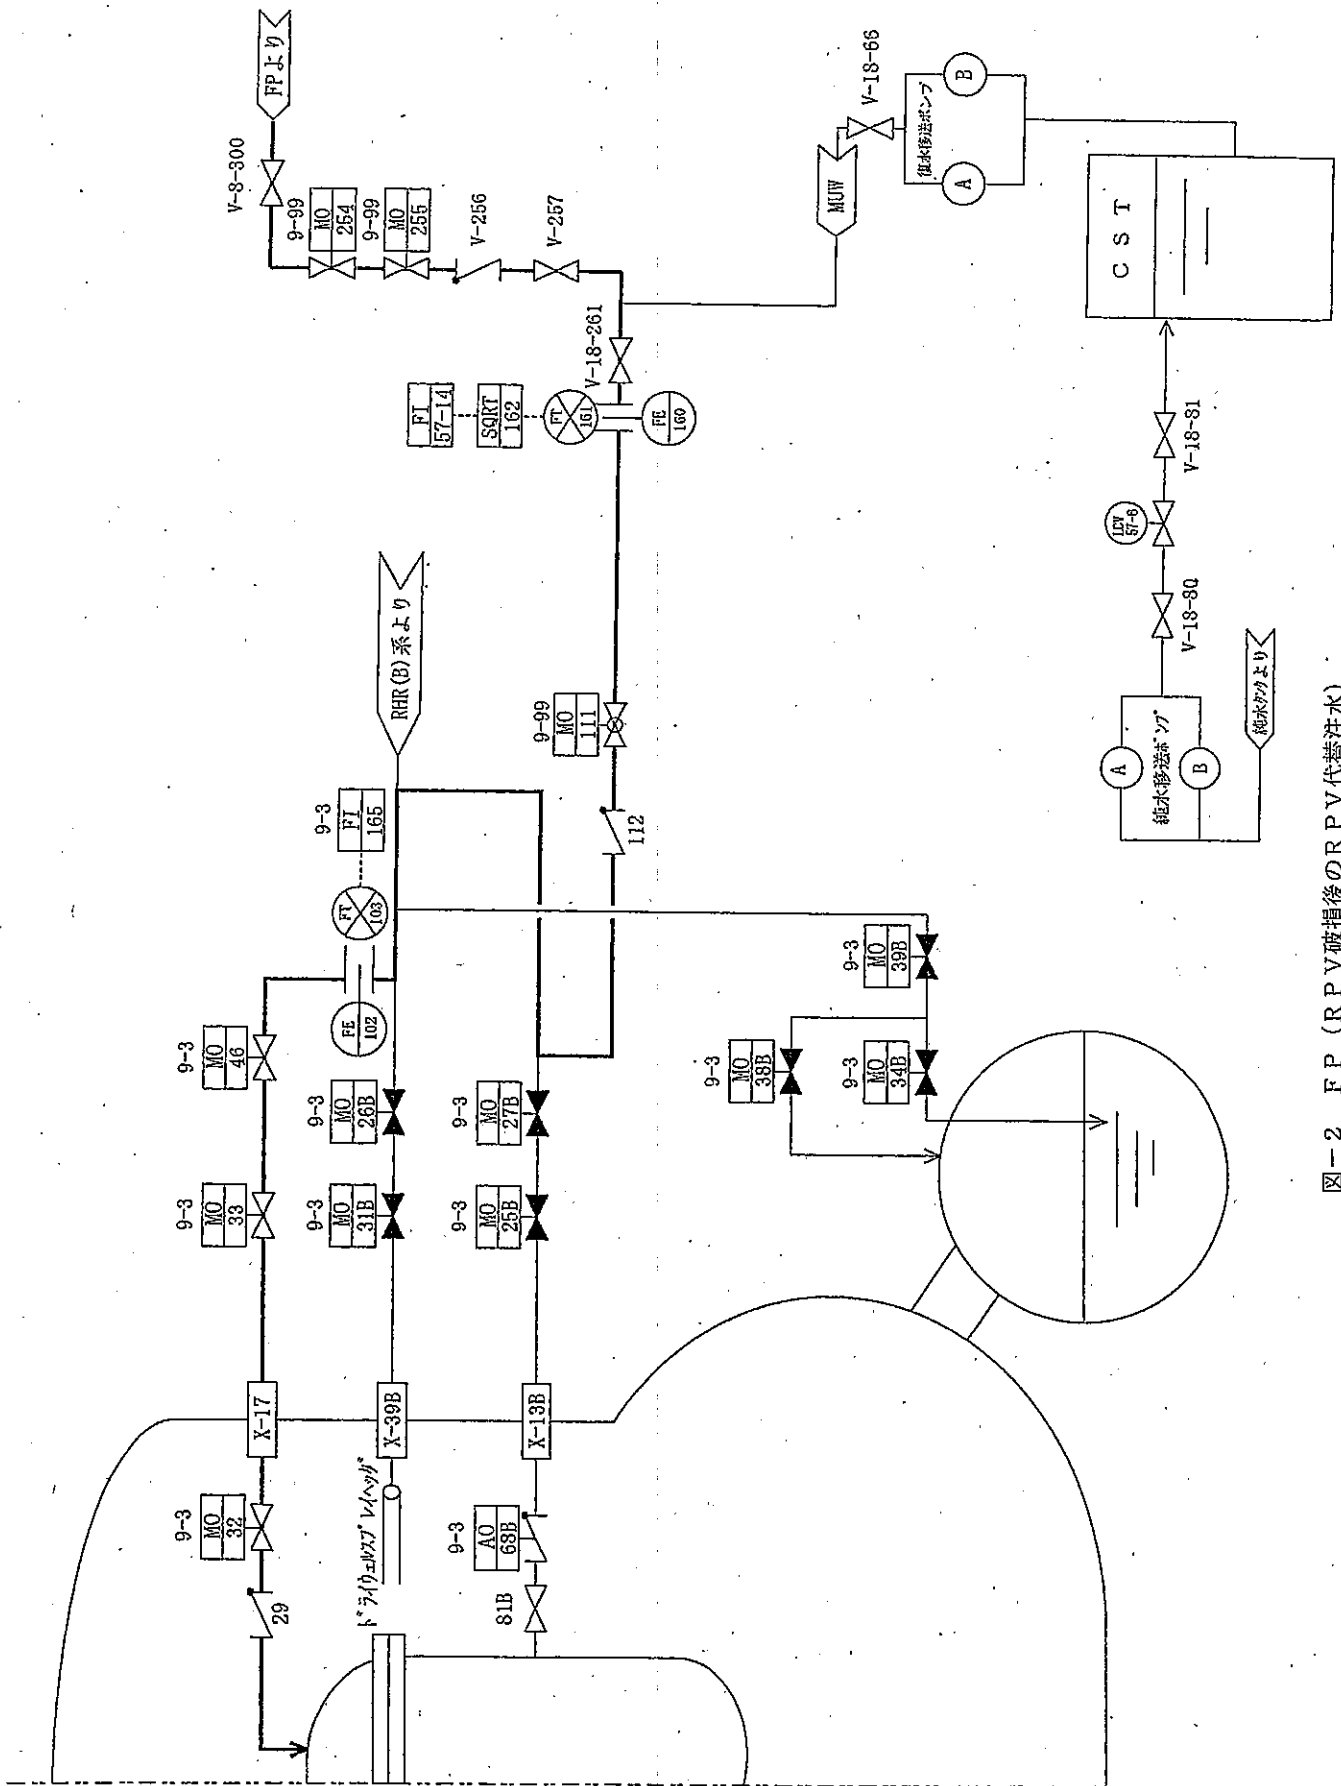 FPより
V-8-300
9-99
MO
254
9-99
MO
255
V-256
V-257
V-18-261
FI
57-14
SQRT
162
FT
161
FE
160
MUW
V-18-66
復水移送ポンプ
A
B
CST
V-18-81
LCV
57-6
V-18-80
純水移送ポンプ
A
B
純水タンクより
RHR(B)系より
9-99
MO
111
112
9-3
FI
165
FT
103
FE
102
9-3
MO
46
9-3
MO
33
X-17
9-3
MO
32
29
9-3
MO
26B
9-3
MO
31B
X-39B
ドライウェルスプレイヘッダ
9-3
MO
27B
9-3
MO
25B
X-13B
9-3
AO
68B
81B
9-3
MO
39B
9-3
MO
38B
9-3
MO
34B
図-2 FP(RPV破損後のRPV代替注水)